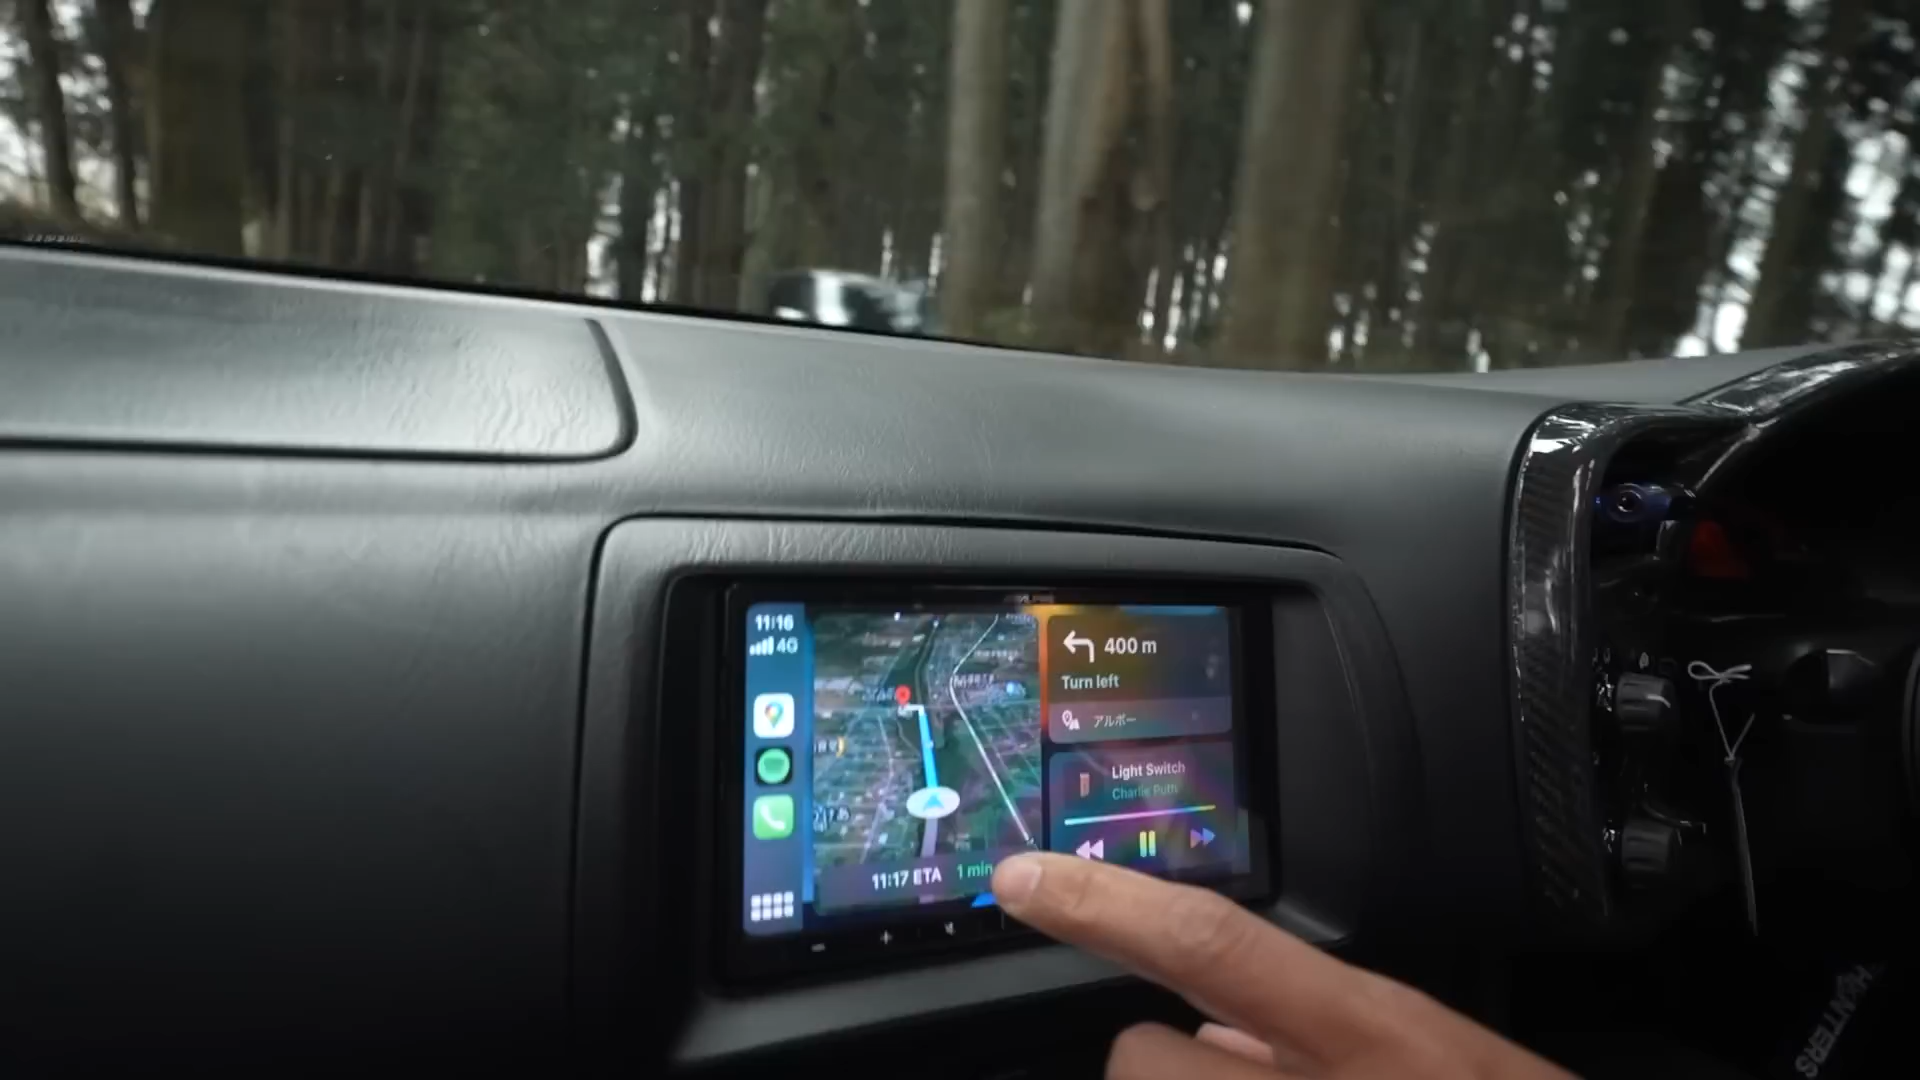 11:16
4G
400 m
Turn left
アルボー
Light Switch
Charlie Puth
11:17 ETA 1 min
HUNTERS